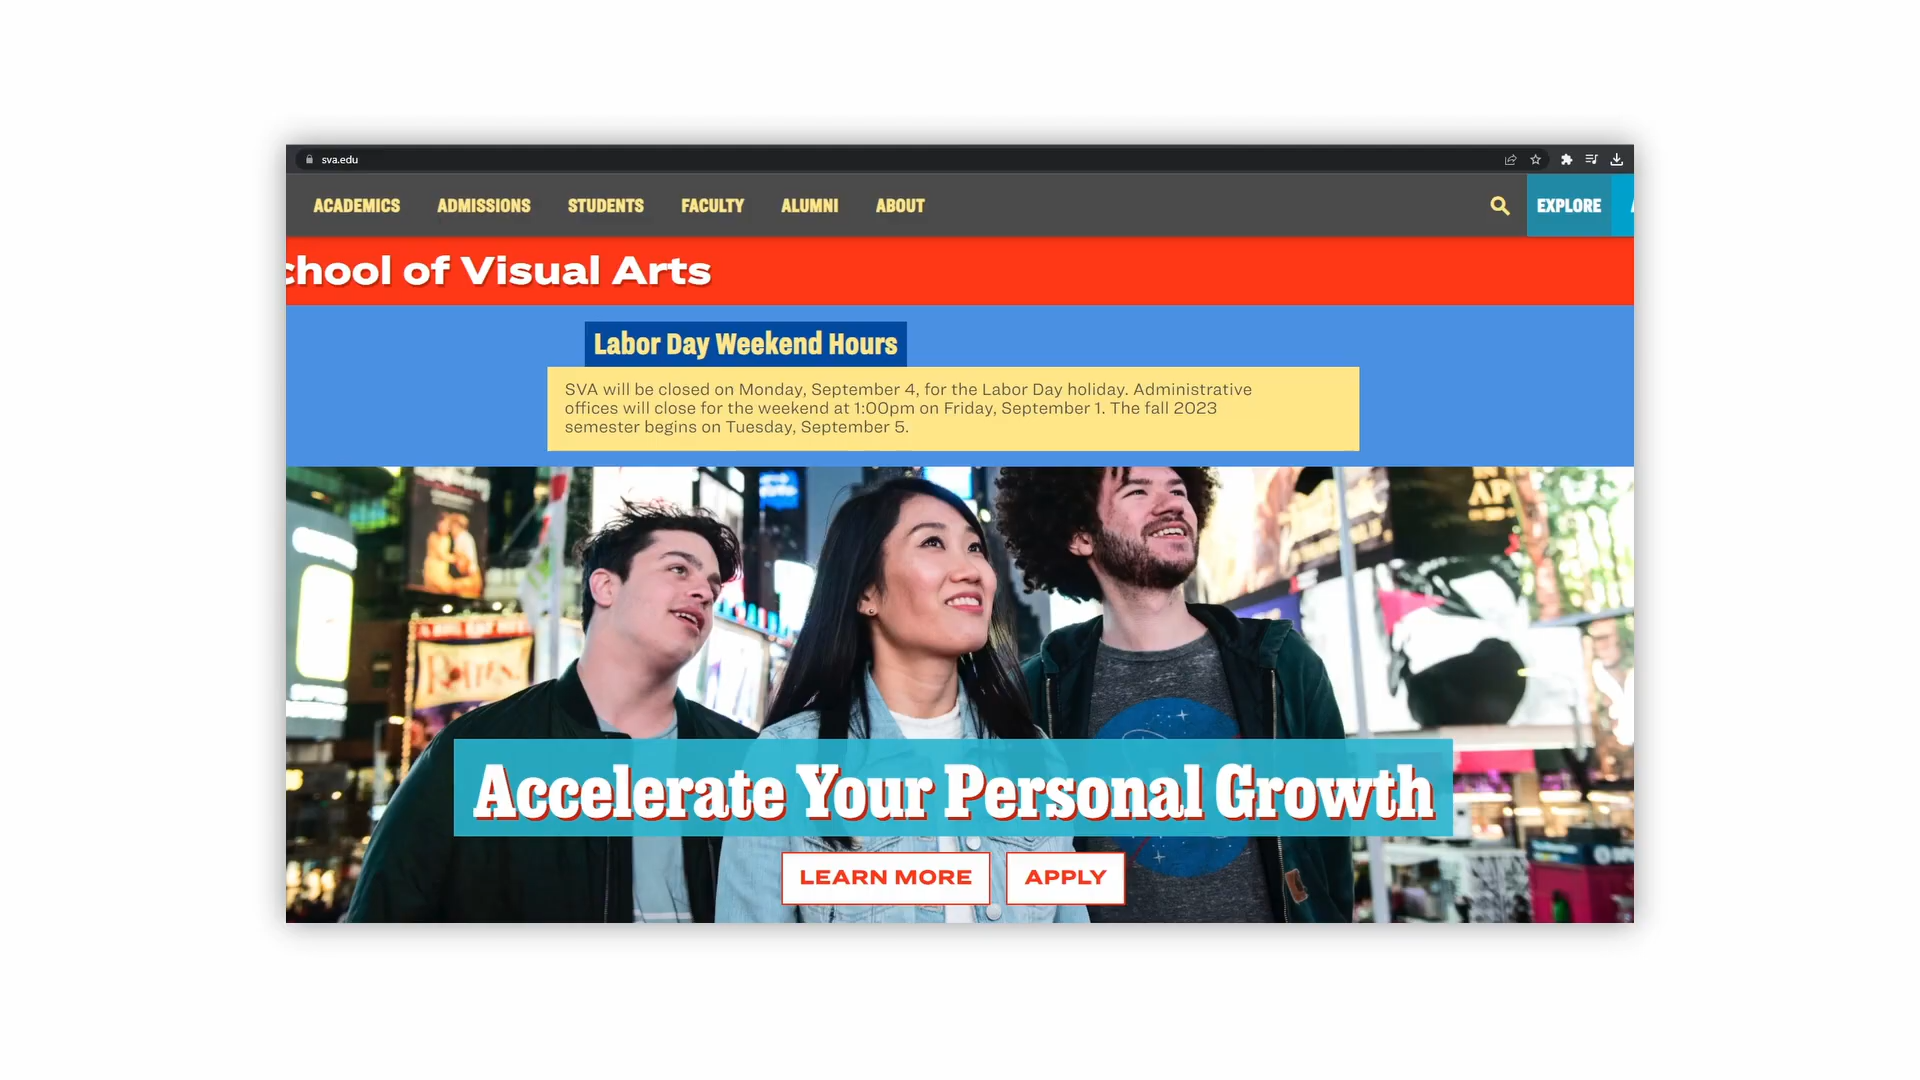 sva.edu
ACADEMICS ADMISSIONS STUDENTS FACULTY ALUMNI ABOUT EXPLORE
chool of Visual Arts
Labor Day Weekend Hours
SVA will be closed on Monday, September 4, for the Labor Day holiday. Administrative
offices will close for the weekend at 1:00pm on Friday, September 1. The fall 2023
semester begins on Tuesday, September 5.
Accelerate Your Personal Growth
LEARN MORE APPLY